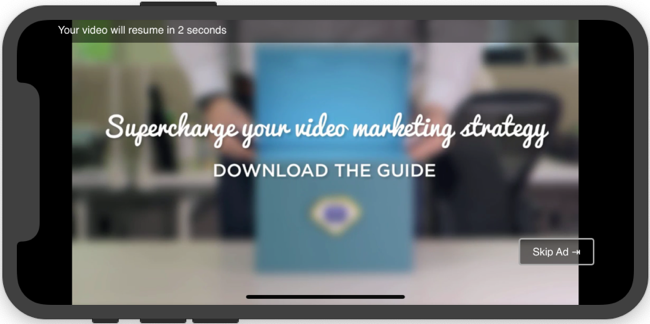 Your video will resume in 2 seconds
Supercharge your video marketing strategy
DOWNLOAD THE GUIDE
Skip Ad ⇥